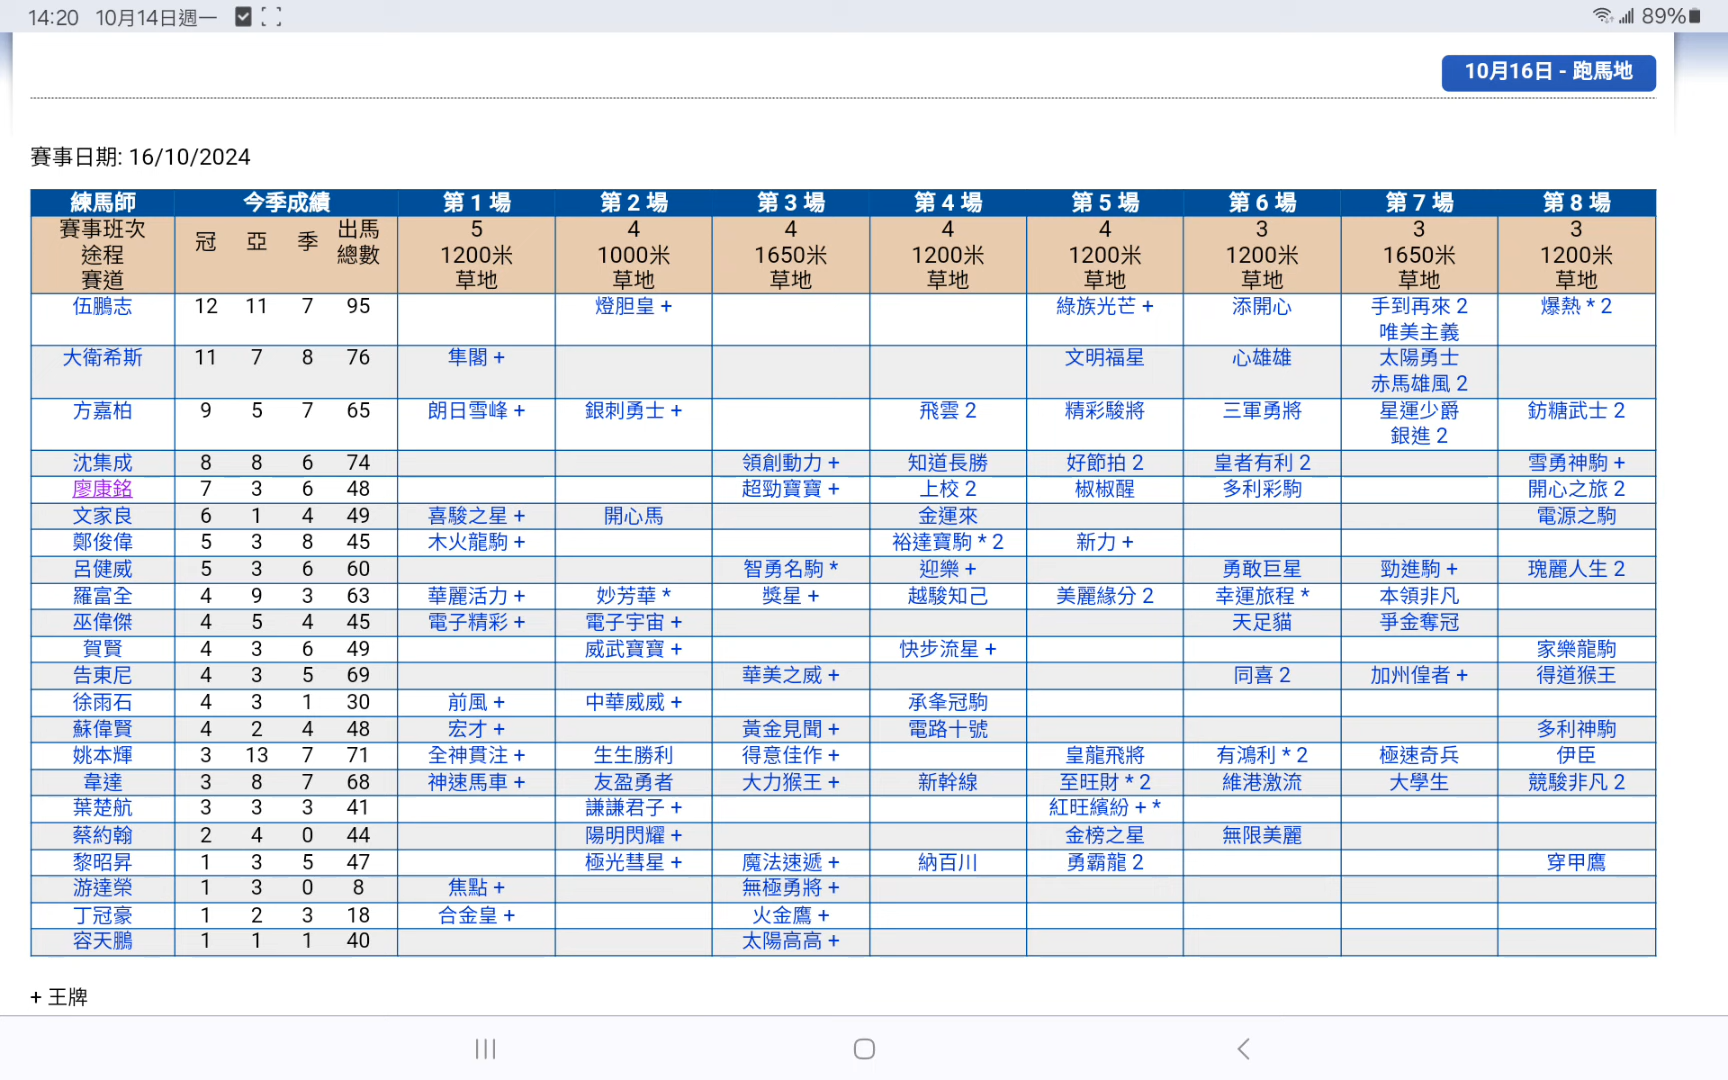 14:20 10月14日週一 89%
10月16日 - 跑馬地
賽事日期: 16/10/2024
練馬師 今季成績 第 1 場 第 2 場 第 3 場 第 4 場 第 5 場 第 6 場 第 7 場 第 8 場
賽事班次 冠 亞 季 出馬 5 4 4 4 4 3 3 3
途程 總數 1200米 1000米 1650米 1200米 1200米 1200米 1650米 1200米
賽道 草地 草地 草地 草地 草地 草地 草地 草地
伍鵬志 12 11 7 95 燈胆皇 + 綠族光芒 + 添開心 手到再來 2 爆熱 * 2
唯美主義
大衛希斯 11 7 8 76 隼閣 + 文明福星 心雄雄 太陽勇士
赤馬雄風 2
方嘉柏 9 5 7 65 朗日雪峰 + 銀刺勇士 + 飛雲 2 精彩駿將 三軍勇將 星運少爵 鈁糖武士 2
銀進 2
沈集成 8 8 6 74 領創動力 + 知道長勝 好節拍 2 皇者有利 2 雪勇神駒 +
廖康銘 7 3 6 48 超勁寶寶 + 上校 2 椒椒醒 多利彩駒 開心之旅 2
文家良 6 1 4 49 喜駿之星 + 開心馬 金運來 電源之駒
鄭俊偉 5 3 8 45 木火龍駒 + 裕達寶駒 * 2 新力 +
呂健威 5 3 6 60 智勇名駒 * 迎樂 + 勇敢巨星 勁進駒 + 瑰麗人生 2
羅富全 4 9 3 63 華麗活力 + 妙芳華 * 獎星 + 越駿知己 美麗緣分 2 幸運旅程 * 本領非凡
巫偉傑 4 5 4 45 電子精彩 + 電子宇宙 + 天足貓 爭金奪冠
賀賢 4 3 6 49 威武寶寶 + 快步流星 + 家樂龍駒
告東尼 4 3 5 69 華美之威 + 同喜 2 加州偟者 + 得道猴王
徐雨石 4 3 1 30 前風 + 中華威威 + 承夆冠駒
蘇偉賢 4 2 4 48 宏才 + 黃金見聞 + 電路十號 多利神駒
姚本輝 3 13 7 71 全神貫注 + 生生勝利 得意佳作 + 皇龍飛將 有鴻利 * 2 極速奇兵 伊臣
韋達 3 8 7 68 神速馬車 + 友盈勇者 大力猴王 + 新幹線 至旺財 * 2 維港激流 大學生 競駿非凡 2
葉楚航 3 3 3 41 謙謙君子 + 紅旺繽紛 + *
蔡約翰 2 4 0 44 陽明閃耀 + 金榜之星 無限美麗
黎昭昇 1 3 5 47 極光彗星 + 魔法速遞 + 納百川 勇霸龍 2 穿甲鷹
游達榮 1 3 0 8 焦點 + 無極勇將 +
丁冠豪 1 2 3 18 合金皇 + 火金鷹 +
容天鵬 1 1 1 40 太陽高高 +
+ 王牌